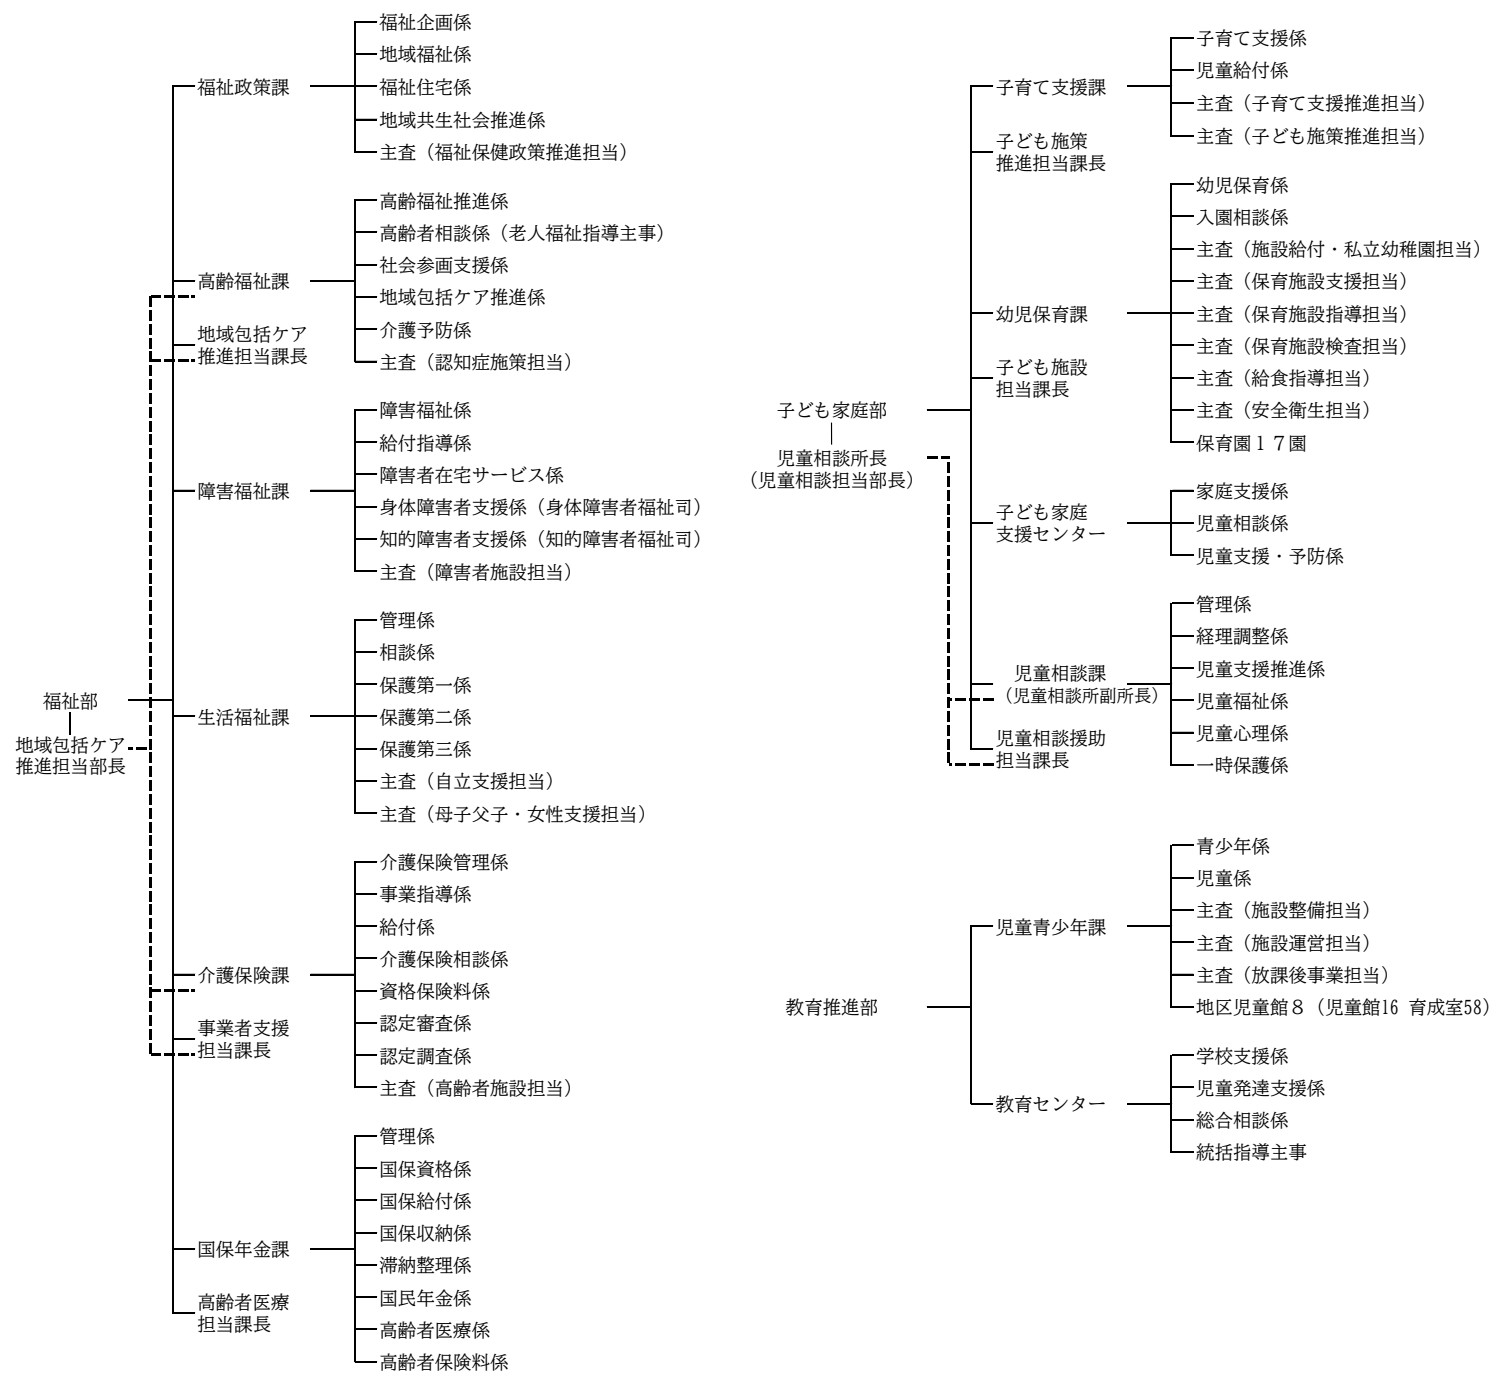 福祉部
地域包括ケア
推進担当部長
福祉政策課
福祉企画係
地域福祉係
福祉住宅係
地域共生社会推進係
主査（福祉保健政策推進担当）
高齢福祉課
地域包括ケア
推進担当課長
高齢福祉推進係
高齢者相談係（老人福祉指導主事）
社会参画支援係
地域包括ケア推進係
介護予防係
主査（認知症施策担当）
障害福祉課
障害福祉係
給付指導係
障害者在宅サービス係
身体障害者支援係（身体障害者福祉司）
知的障害者支援係（知的障害者福祉司）
主査（障害者施設担当）
生活福祉課
管理係
相談係
保護第一係
保護第二係
保護第三係
主査（自立支援担当）
主査（母子父子・女性支援担当）
介護保険課
事業者支援
担当課長
介護保険管理係
事業指導係
給付係
介護保険相談係
資格保険料係
認定審査係
認定調査係
主査（高齢者施設担当）
国保年金課
高齢者医療
担当課長
管理係
国保資格係
国保給付係
国保収納係
滞納整理係
国民年金係
高齢者医療係
高齢者保険料係
子ども家庭部
児童相談所長
（児童相談担当部長）
子育て支援課
子ども施策
推進担当課長
子育て支援係
児童給付係
主査（子育て支援推進担当）
主査（子ども施策推進担当）
幼児保育課
子ども施設
担当課長
幼児保育係
入園相談係
主査（施設給付・私立幼稚園担当）
主査（保育施設支援担当）
主査（保育施設指導担当）
主査（保育施設検査担当）
主査（給食指導担当）
主査（安全衛生担当）
保育園１７園
子ども家庭
支援センター
家庭支援係
児童相談係
児童支援・予防係
児童相談課
（児童相談所副所長）
児童相談援助
担当課長
管理係
経理調整係
児童支援推進係
児童福祉係
児童心理係
一時保護係
教育推進部
児童青少年課
青少年係
児童係
主査（施設整備担当）
主査（施設運営担当）
主査（放課後事業担当）
地区児童館８（児童館16 育成室58）
教育センター
学校支援係
児童発達支援係
総合相談係
統括指導主事